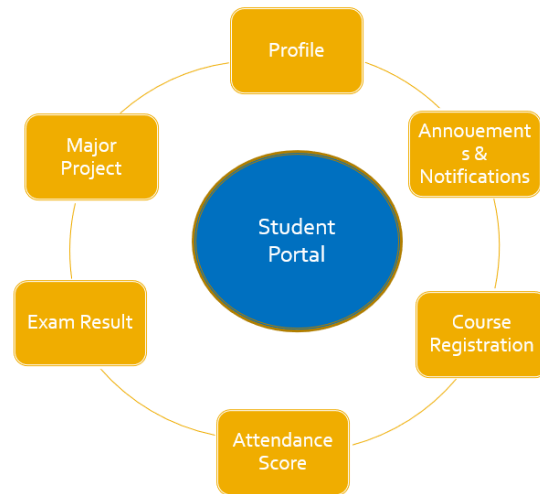 Profile
Annouement
s &
Notifications
Course
Registration
Attendance
Score
Exam Result
Major
Project
Student
Portal